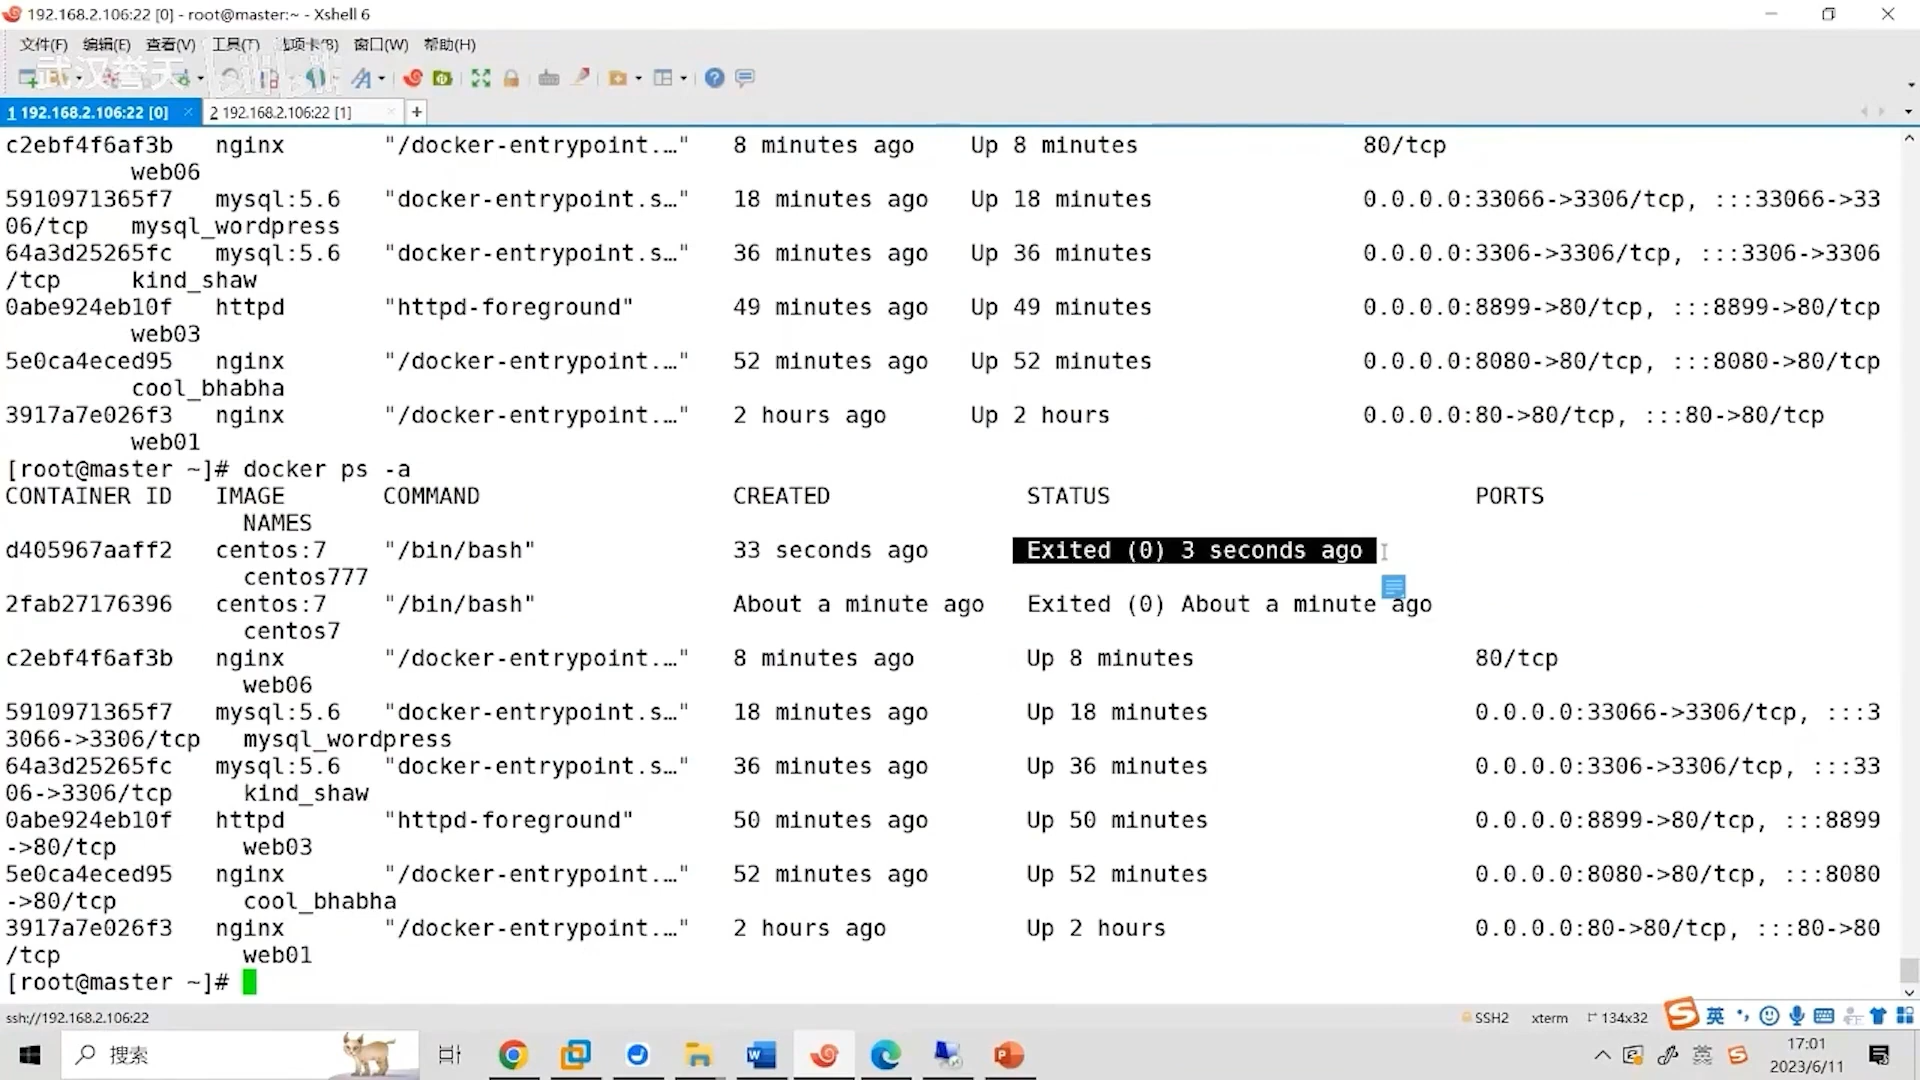 192.168.2.106:22 [0] - root@master:~ - Xshell 6
文件(F) 编辑(E) 查看(V) 工具(T) 选项卡(B) 窗口(W) 帮助(H)
武汉誉天 bilibili
1 192.168.2.106:22 [0] × 2 192.168.2.106:22 [1] × +
c2ebf4f6af3b nginx "/docker-entrypoint.…" 8 minutes ago Up 8 minutes 80/tcp
web06
5910971365f7 mysql:5.6 "docker-entrypoint.s…" 18 minutes ago Up 18 minutes 0.0.0.0:33066->3306/tcp, :::33066->33
06/tcp mysql_wordpress
64a3d25265fc mysql:5.6 "docker-entrypoint.s…" 36 minutes ago Up 36 minutes 0.0.0.0:3306->3306/tcp, :::3306->3306
/tcp kind_shaw
0abe924eb10f httpd "httpd-foreground" 49 minutes ago Up 49 minutes 0.0.0.0:8899->80/tcp, :::8899->80/tcp
web03
5e0ca4eced95 nginx "/docker-entrypoint.…" 52 minutes ago Up 52 minutes 0.0.0.0:8080->80/tcp, :::8080->80/tcp
cool_bhabha
3917a7e026f3 nginx "/docker-entrypoint.…" 2 hours ago Up 2 hours 0.0.0.0:80->80/tcp, :::80->80/tcp
web01
[root@master ~]# docker ps -a
CONTAINER ID IMAGE COMMAND CREATED STATUS PORTS
NAMES
d405967aaff2 centos:7 "/bin/bash" 33 seconds ago Exited (0) 3 seconds ago
centos777
2fab27176396 centos:7 "/bin/bash" About a minute ago Exited (0) About a minute ago
centos7
c2ebf4f6af3b nginx "/docker-entrypoint.…" 8 minutes ago Up 8 minutes 80/tcp
web06
5910971365f7 mysql:5.6 "docker-entrypoint.s…" 18 minutes ago Up 18 minutes 0.0.0.0:33066->3306/tcp, :::3
3066->3306/tcp mysql_wordpress
64a3d25265fc mysql:5.6 "docker-entrypoint.s…" 36 minutes ago Up 36 minutes 0.0.0.0:3306->3306/tcp, :::33
06->3306/tcp kind_shaw
0abe924eb10f httpd "httpd-foreground" 50 minutes ago Up 50 minutes 0.0.0.0:8899->80/tcp, :::8899
->80/tcp web03
5e0ca4eced95 nginx "/docker-entrypoint.…" 52 minutes ago Up 52 minutes 0.0.0.0:8080->80/tcp, :::8080
->80/tcp cool_bhabha
3917a7e026f3 nginx "/docker-entrypoint.…" 2 hours ago Up 2 hours 0.0.0.0:80->80/tcp, :::80->80
/tcp web01
[root@master ~]#
ssh://192.168.2.106:22 SSH2 xterm 134x32 英
搜索 英 17:01
2023/6/11